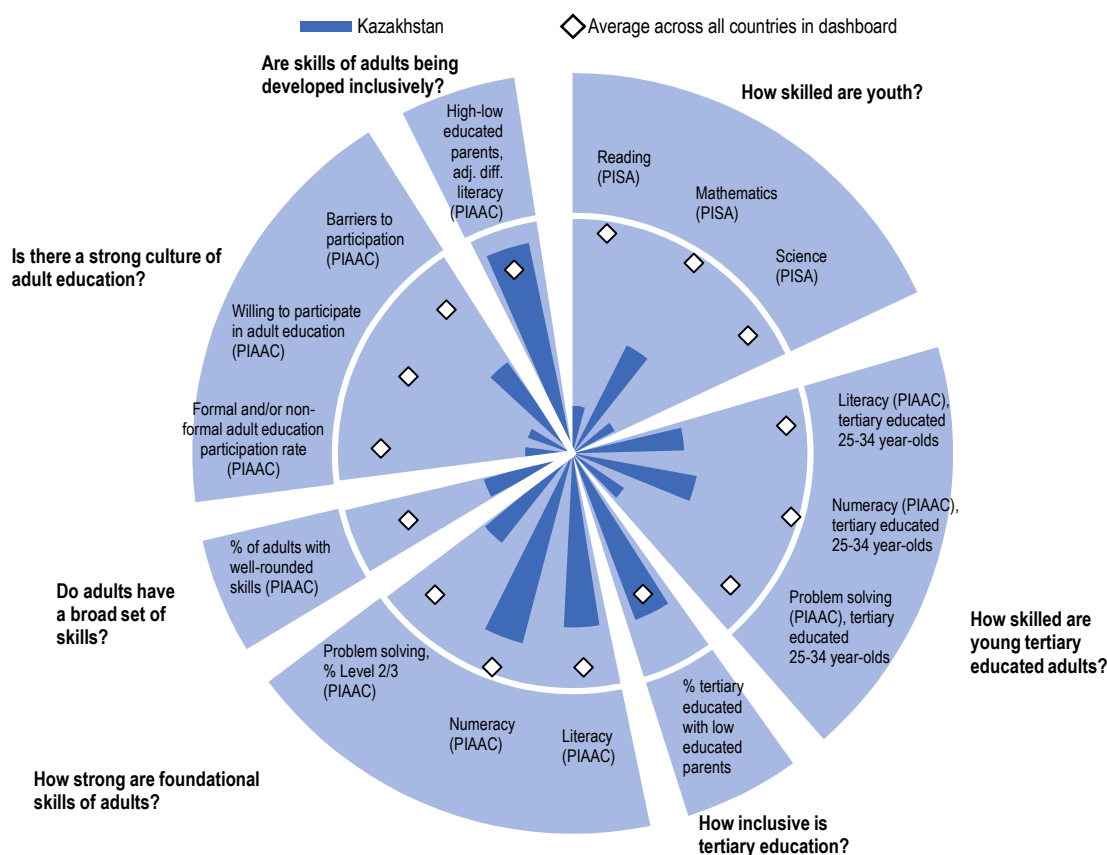 Kazakhstan
Average across all countries in dashboard
Are skills of adults being
developed inclusively?
High-low
educated
parents,
adj. diff.
literacy
(PIAAC)
How skilled are youth?
Reading
(PISA)
Mathematics
(PISA)
Science
(PISA)
Is there a strong culture of
adult education?
Barriers to
participation
(PIAAC)
Willing to participate
in adult education
(PIAAC)
Formal and/or non-
formal adult education
participation rate
(PIAAC)
Literacy (PIAAC),
tertiary educated
25-34 year-olds
Numeracy (PIAAC),
tertiary educated
25-34 year-olds
Problem solving
(PIAAC), tertiary
educated
25-34 year-olds
How skilled are
young tertiary
educated adults?
Do adults have
a broad set of
skills?
% of adults with
well-rounded
skills (PIAAC)
How strong are foundational
skills of adults?
Problem solving,
% Level 2/3
(PIAAC)
Numeracy
(PIAAC)
Literacy
(PIAAC)
% tertiary
educated
with low
educated
parents
How inclusive is
tertiary education?